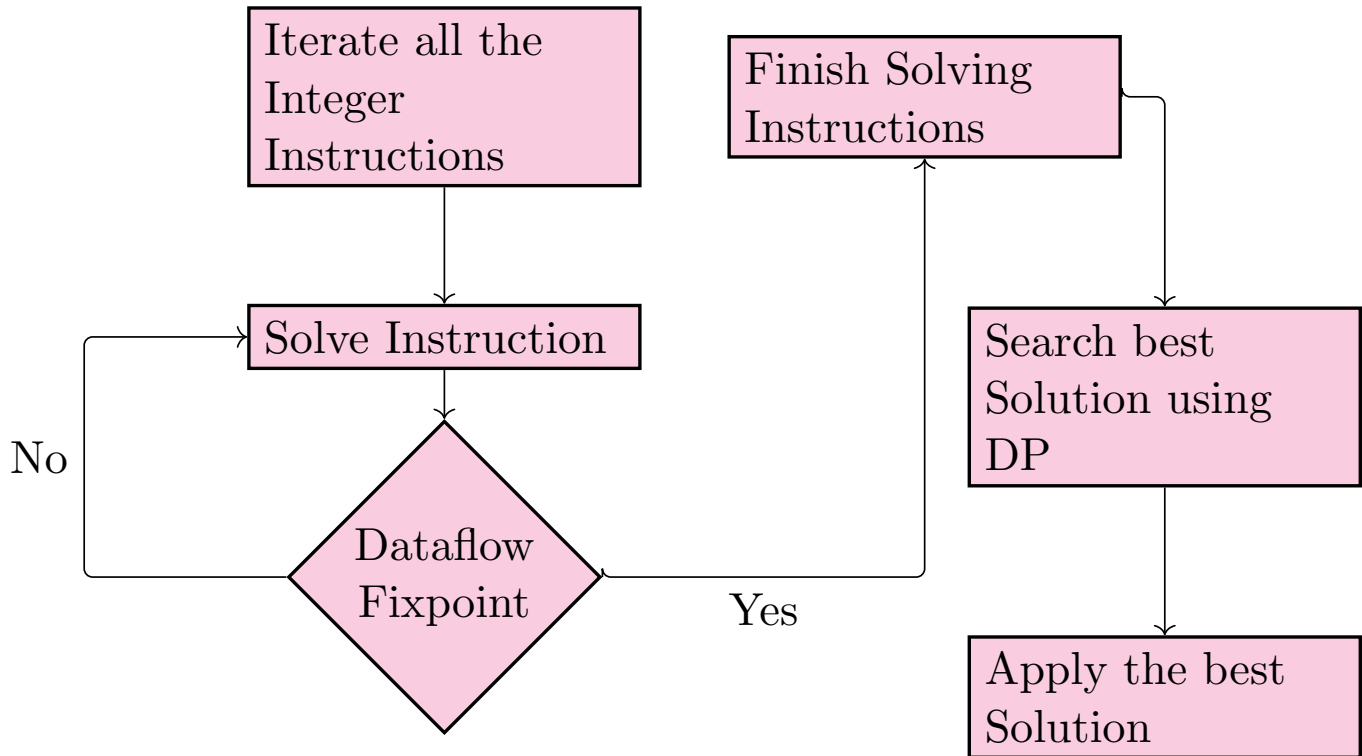 Iterate all the
Integer
Instructions
Solve Instruction
No
Dataflow
Fixpoint
Yes
Finish Solving
Instructions
Search best
Solution using
DP
Apply the best
Solution